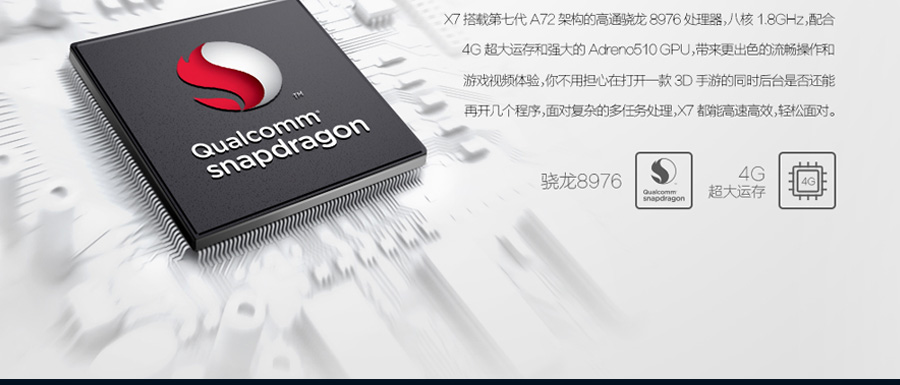 X7 搭载第七代 A72 架构的高通骁龙 8976 处理器,八核 1.8GHz,配合
4G 超大运存和强大的 Adreno510 GPU,带来更出色的流畅操作和
游戏视频体验,你不用担心在打开一款 3D 手游的同时后台是否还能
再开几个程序,面对复杂的多任务处理,X7 都能高速高效,轻松面对。
Qualcomm®
snapdragon
TM
骁龙8976
Qualcomm
snapdragon
4G
超大运存
4G